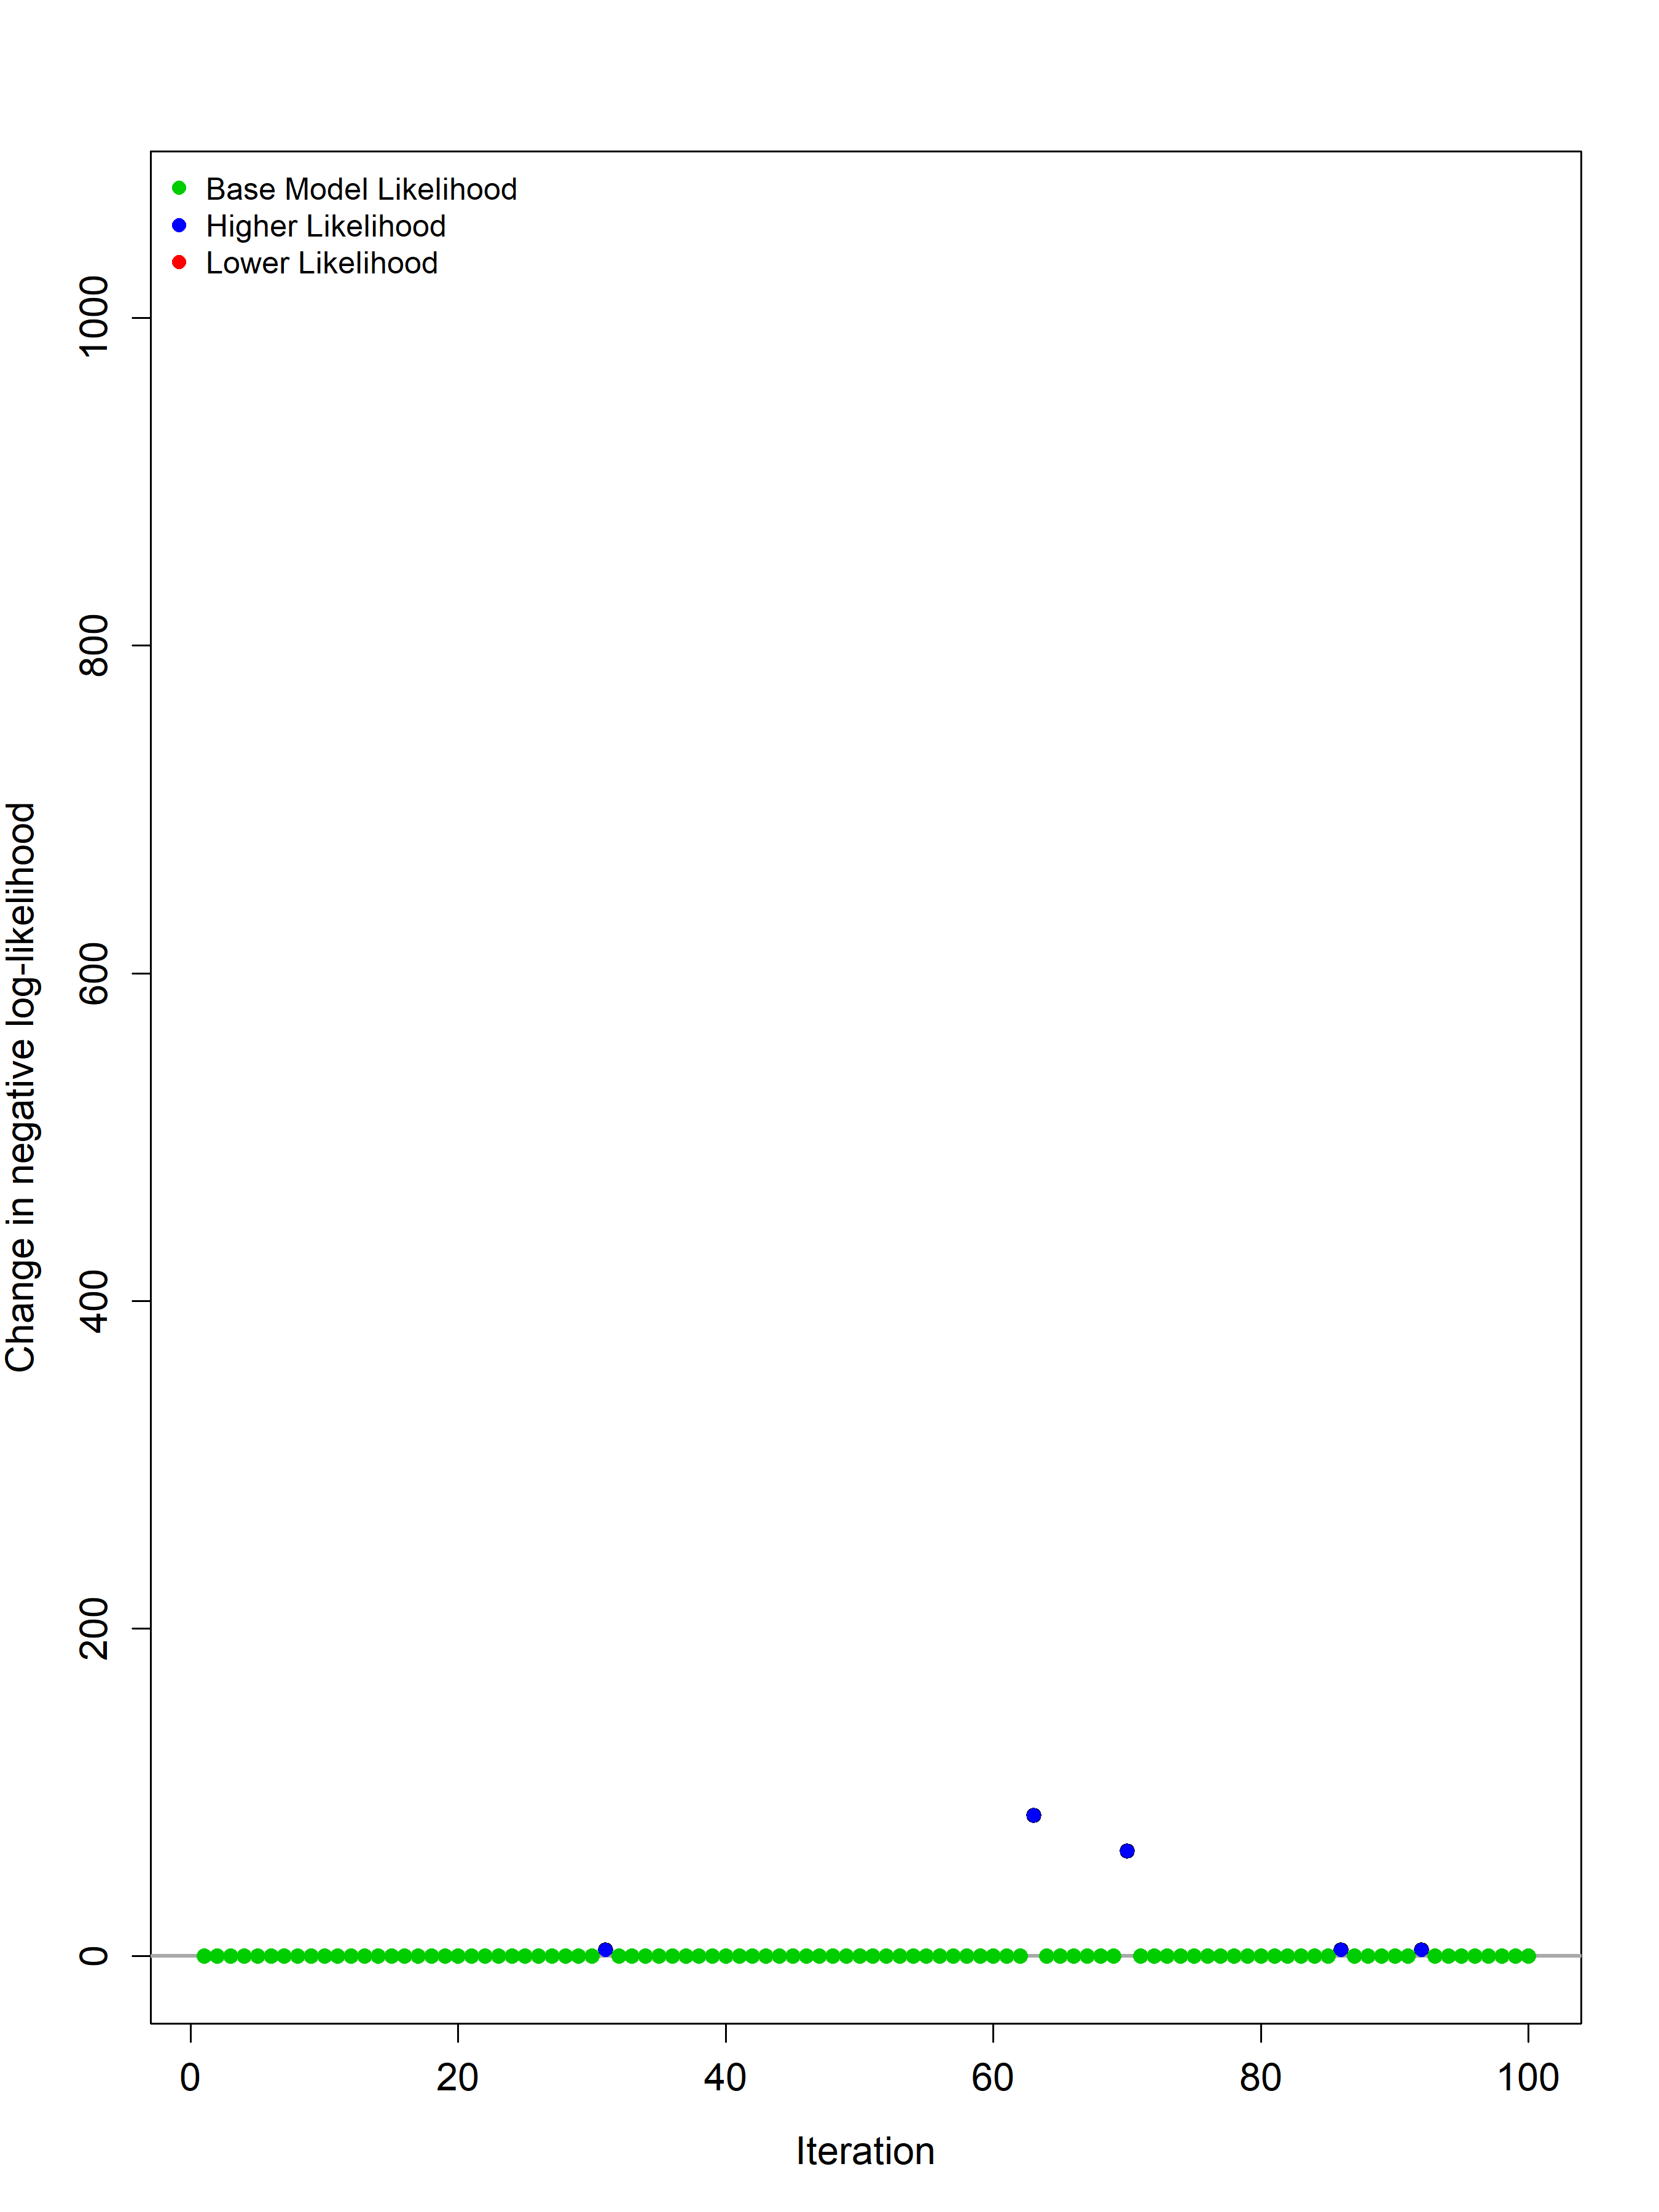 Base Model Likelihood
Higher Likelihood
Lower Likelihood
1000
800
600
400
200
0
Change in negative log-likelihood
0 20 40 60 80 100
Iteration